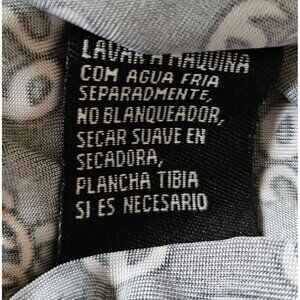 LAVAR A MAQUINA
COM AGUA FRIA
SEPARADMENTE,
NO BLANQUEADOR,
SECAR SUAVE EN
SECADORA,
PLANCHA TIBIA
SI ES NECESARIO